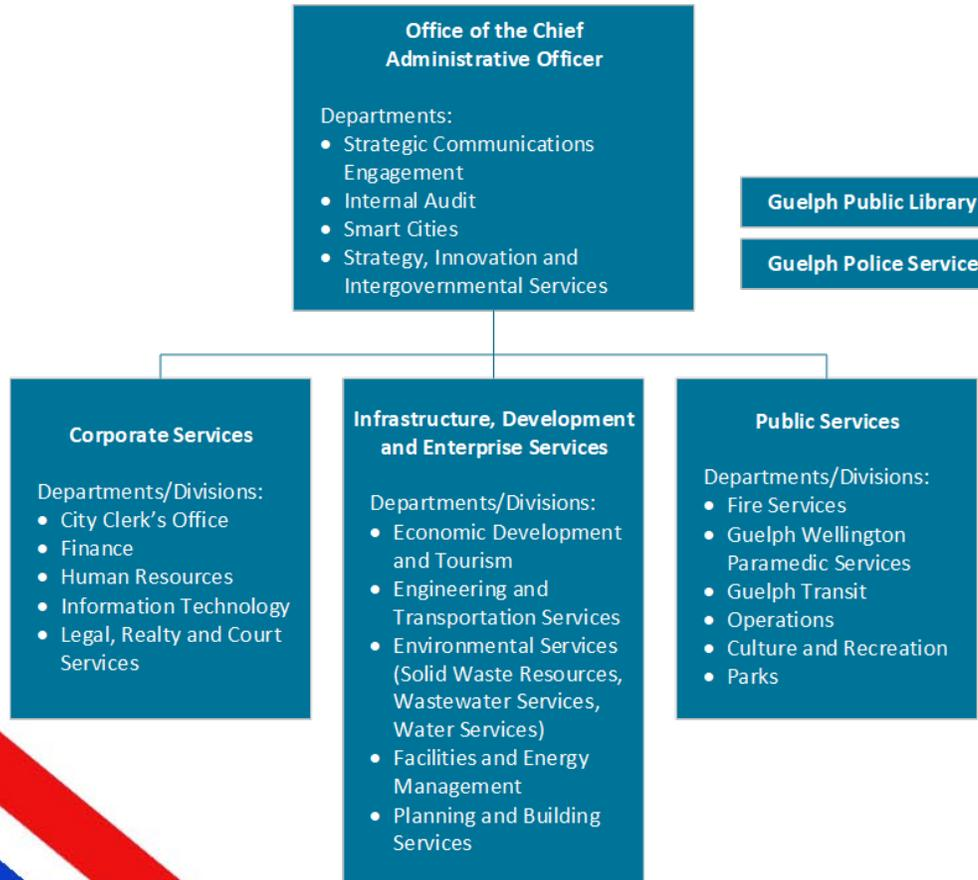 Office of the Chief
Administrative Officer
Departments:
• Strategic Communications
Engagement
• Internal Audit
• Smart Cities
• Strategy, Innovation and
Intergovernmental Services
Guelph Public Library
Guelph Police Service
Corporate Services
Departments/Divisions:
• City Clerk's Office
• Finance
• Human Resources
• Information Technology
• Legal, Realty and Court
Services
Infrastructure, Development
and Enterprise Services
Departments/Divisions:
• Economic Development
and Tourism
• Engineering and
Transportation Services
• Environmental Services
(Solid Waste Resources,
Wastewater Services,
Water Services)
• Facilities and Energy
Management
• Planning and Building
Services
Public Services
Departments/Divisions:
• Fire Services
• Guelph Wellington
Paramedic Services
• Guelph Transit
• Operations
• Culture and Recreation
• Parks